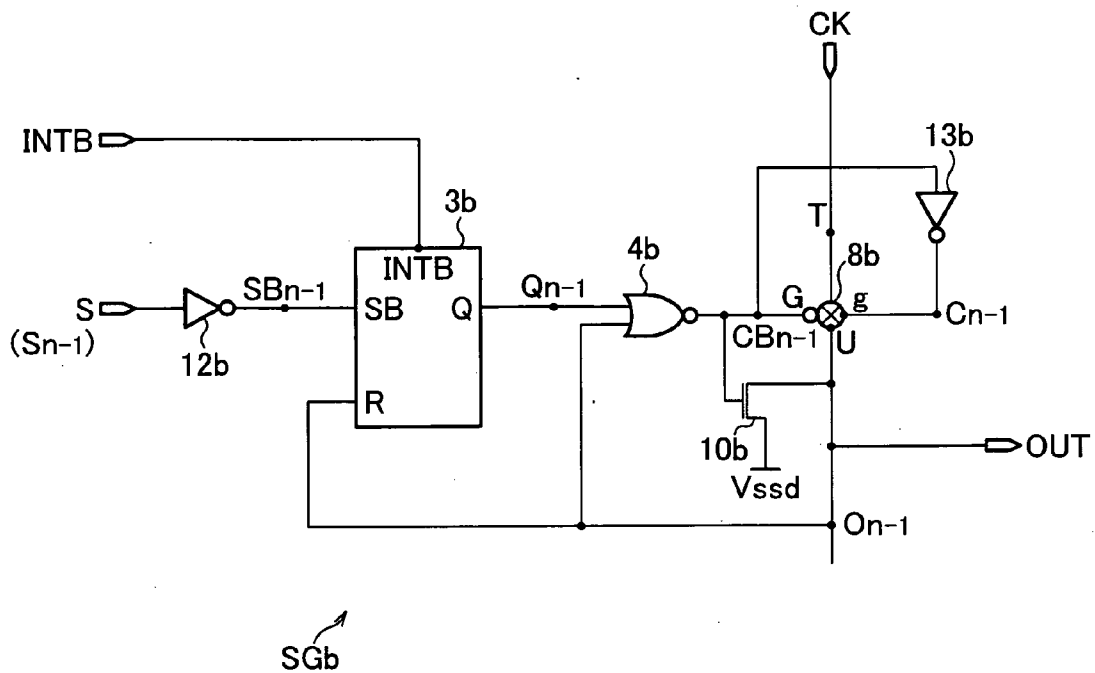 CK
INTB
13b
3b
T
4b
8b
INTB
S
SBn-1
SB
Q
Qn-1
G
g
Cn-1
(Sn-1)
12b
CBn-1
U
R
10b
OUT
Vssd
On-1
SGb